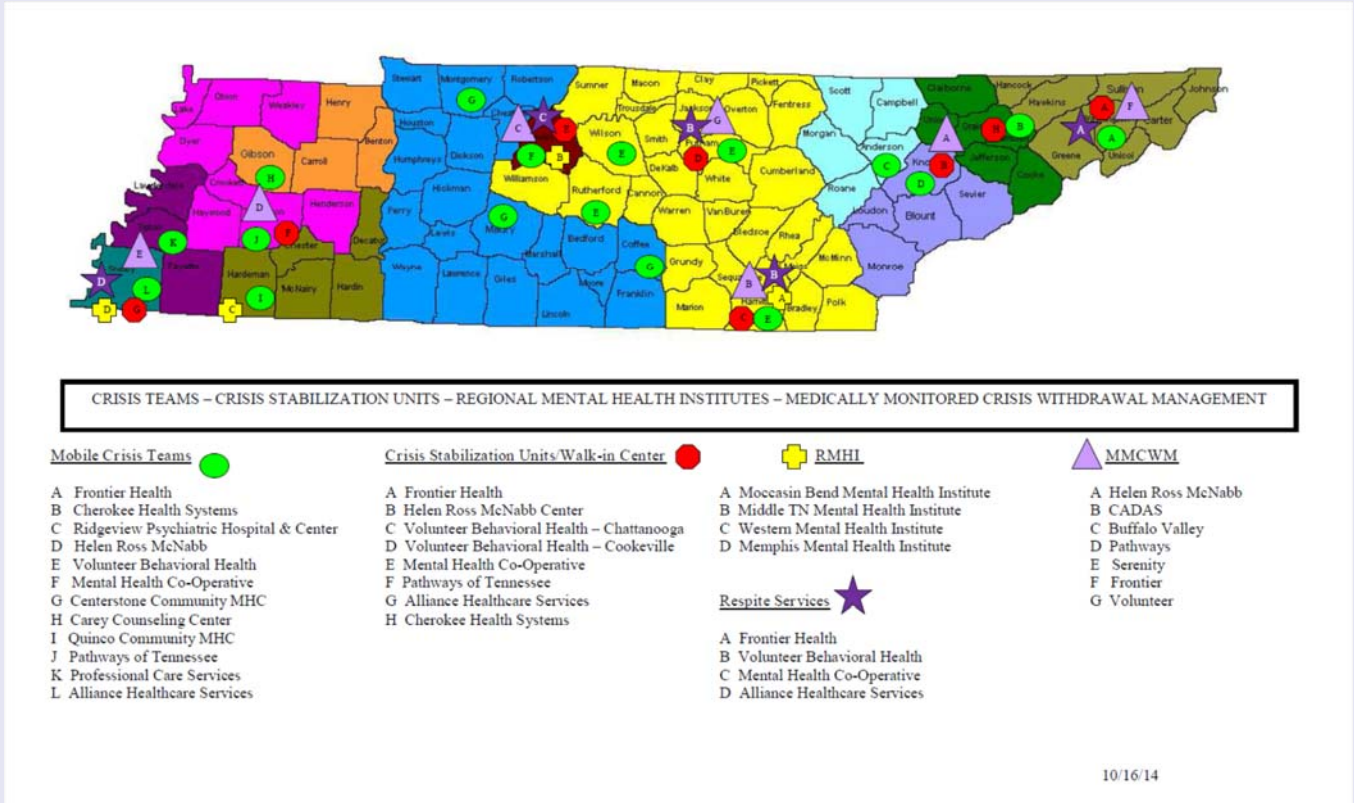 Stewart Montgomery Robertson Sumner Macon Clay Pickett Scott Campbell Claiborne Hancock Hawkins Sullivan Johnson
Lake Obion Weakley Henry Houston Trousdale Jackson Overton Fentress Morgan Union Carter
Dyer Gibson Carroll Benton Humphreys Dickson Wilson Smith Putnam Anderson Jefferson Greene Unicoi
DeKalb White Cumberland Roane Cocke
Lauderdale Crockett Haywood Henderson Perry Hickman Williamson Rutherford Cannon Warren VanBuren Loudon Blount Sevier
Decatur Lewis Maury Bedford Coffee Bledsoe Rhea McMinn Monroe
Fayette Hardeman McNairy Hardin Wayne Lawrence Giles Marshall Moore Franklin Grundy
Lincoln Marion Bradley Polk
CRISIS TEAMS – CRISIS STABILIZATION UNITS – REGIONAL MENTAL HEALTH INSTITUTES – MEDICALLY MONITORED CRISIS WITHDRAWAL MANAGEMENT
Mobile Crisis Teams
A Frontier Health
B Cherokee Health Systems
C Ridgeview Psychiatric Hospital & Center
D Helen Ross McNabb
E Volunteer Behavioral Health
F Mental Health Co-Operative
G Centerstone Community MHC
H Carey Counseling Center
I Quinco Community MHC
J Pathways of Tennessee
K Professional Care Services
L Alliance Healthcare Services
Crisis Stabilization Units/Walk-in Center
A Frontier Health
B Helen Ross McNabb Center
C Volunteer Behavioral Health – Chattanooga
D Volunteer Behavioral Health – Cookeville
E Mental Health Co-Operative
F Pathways of Tennessee
G Alliance Healthcare Services
H Cherokee Health Systems
RMHI
A Moccasin Bend Mental Health Institute
B Middle TN Mental Health Institute
C Western Mental Health Institute
D Memphis Mental Health Institute
Respite Services
A Frontier Health
B Volunteer Behavioral Health
C Mental Health Co-Operative
D Alliance Healthcare Services
MMCWM
A Helen Ross McNabb
B CADAS
C Buffalo Valley
D Pathways
E Serenity
F Frontier
G Volunteer
10/16/14